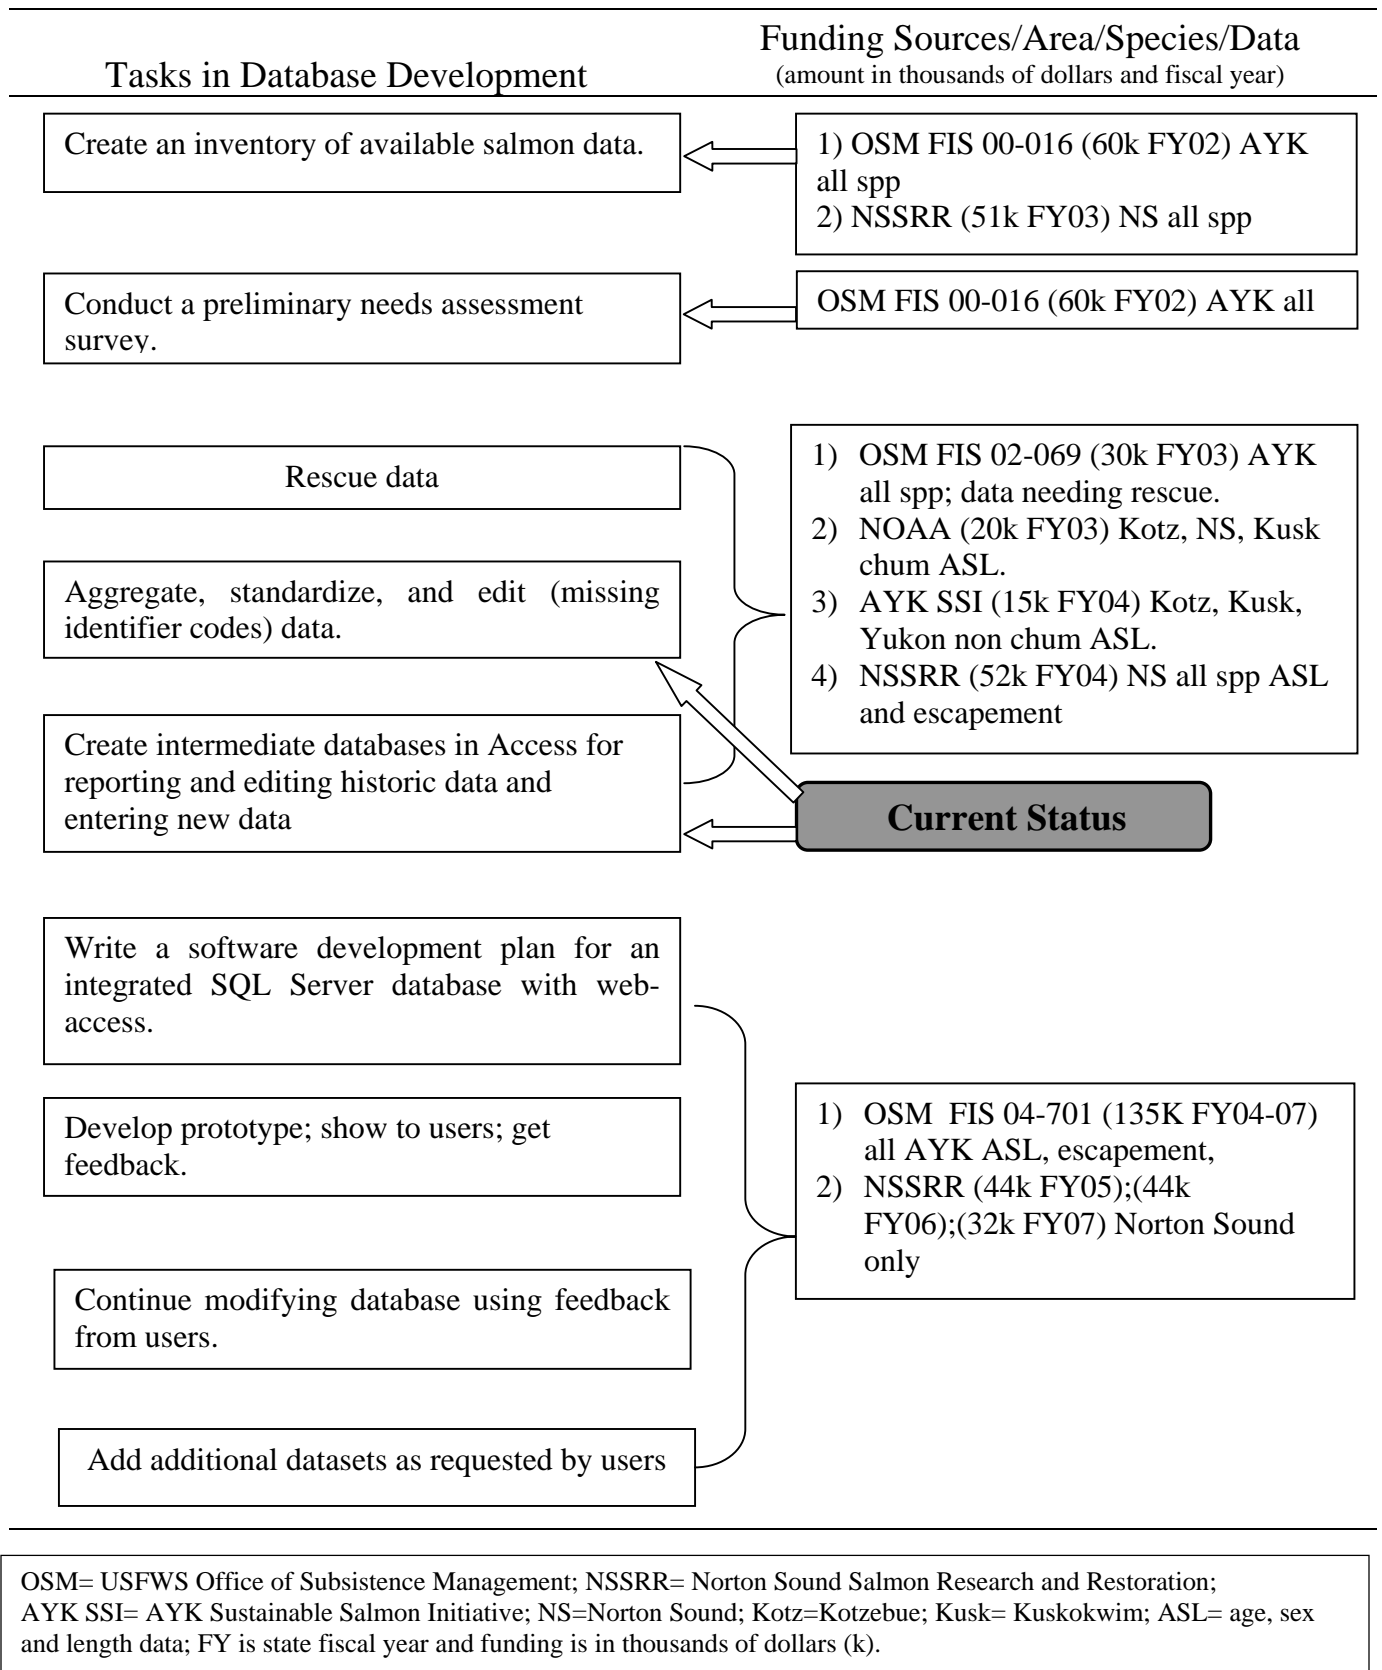 Tasks in Database Development
Funding Sources/Area/Species/Data
(amount in thousands of dollars and fiscal year)
Create an inventory of available salmon data.
1) OSM FIS 00-016 (60k FY02) AYK
all spp
2) NSSRR (51k FY03) NS all spp
Conduct a preliminary needs assessment
survey.
OSM FIS 00-016 (60k FY02) AYK all
Rescue data
Aggregate, standardize, and edit (missing
identifier codes) data.
Create intermediate databases in Access for
reporting and editing historic data and
entering new data
1) OSM FIS 02-069 (30k FY03) AYK
all spp; data needing rescue.
2) NOAA (20k FY03) Kotz, NS, Kusk
chum ASL.
3) AYK SSI (15k FY04) Kotz, Kusk,
Yukon non chum ASL.
4) NSSRR (52k FY04) NS all spp ASL
and escapement
Current Status
Write a software development plan for an
integrated SQL Server database with web-
access.
Develop prototype; show to users; get
feedback.
Continue modifying database using feedback
from users.
Add additional datasets as requested by users
1) OSM FIS 04-701 (135K FY04-07)
all AYK ASL, escapement,
2) NSSRR (44k FY05);(44k
FY06);(32k FY07) Norton Sound
only
OSM= USFWS Office of Subsistence Management; NSSRR= Norton Sound Salmon Research and Restoration;
AYK SSI= AYK Sustainable Salmon Initiative; NS=Norton Sound; Kotz=Kotzebue; Kusk= Kuskokwim; ASL= age, sex
and length data; FY is state fiscal year and funding is in thousands of dollars (k).